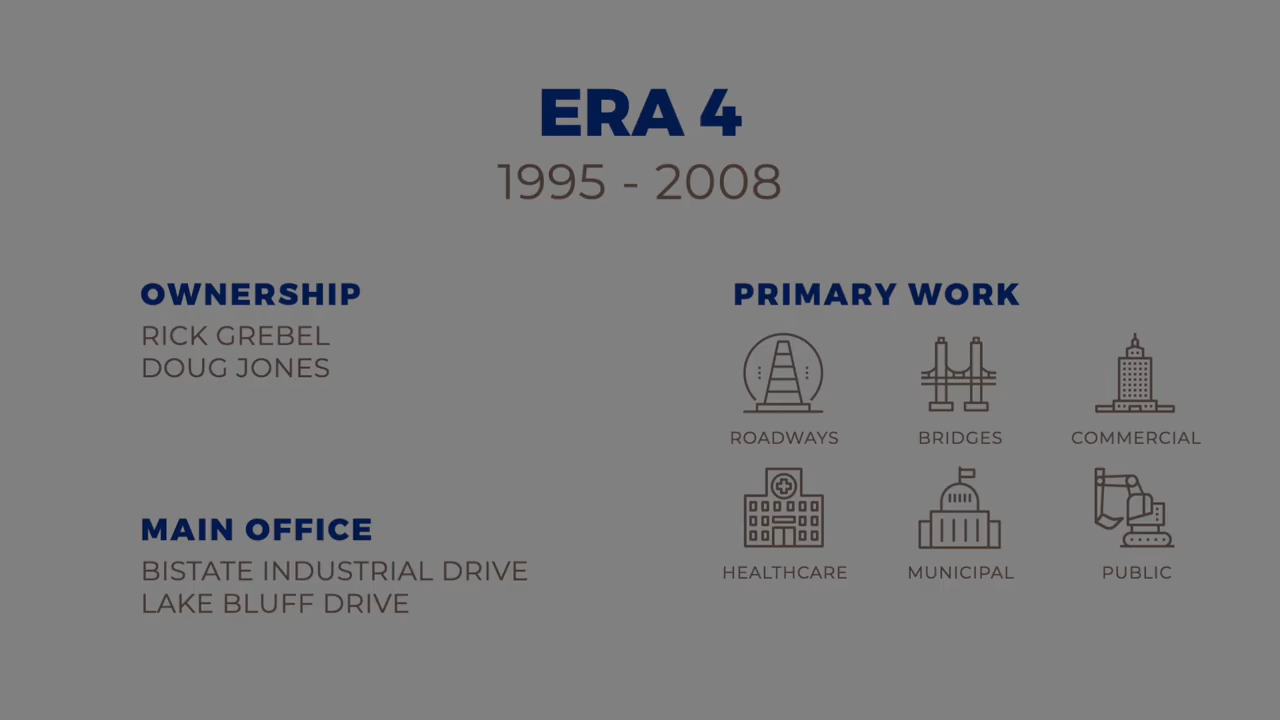 ERA 4
1995 - 2008
OWNERSHIP
RICK GREBEL
DOUG JONES
MAIN OFFICE
BISTATE INDUSTRIAL DRIVE
LAKE BLUFF DRIVE
PRIMARY WORK
ROADWAYS
BRIDGES
COMMERCIAL
HEALTHCARE
MUNICIPAL
PUBLIC